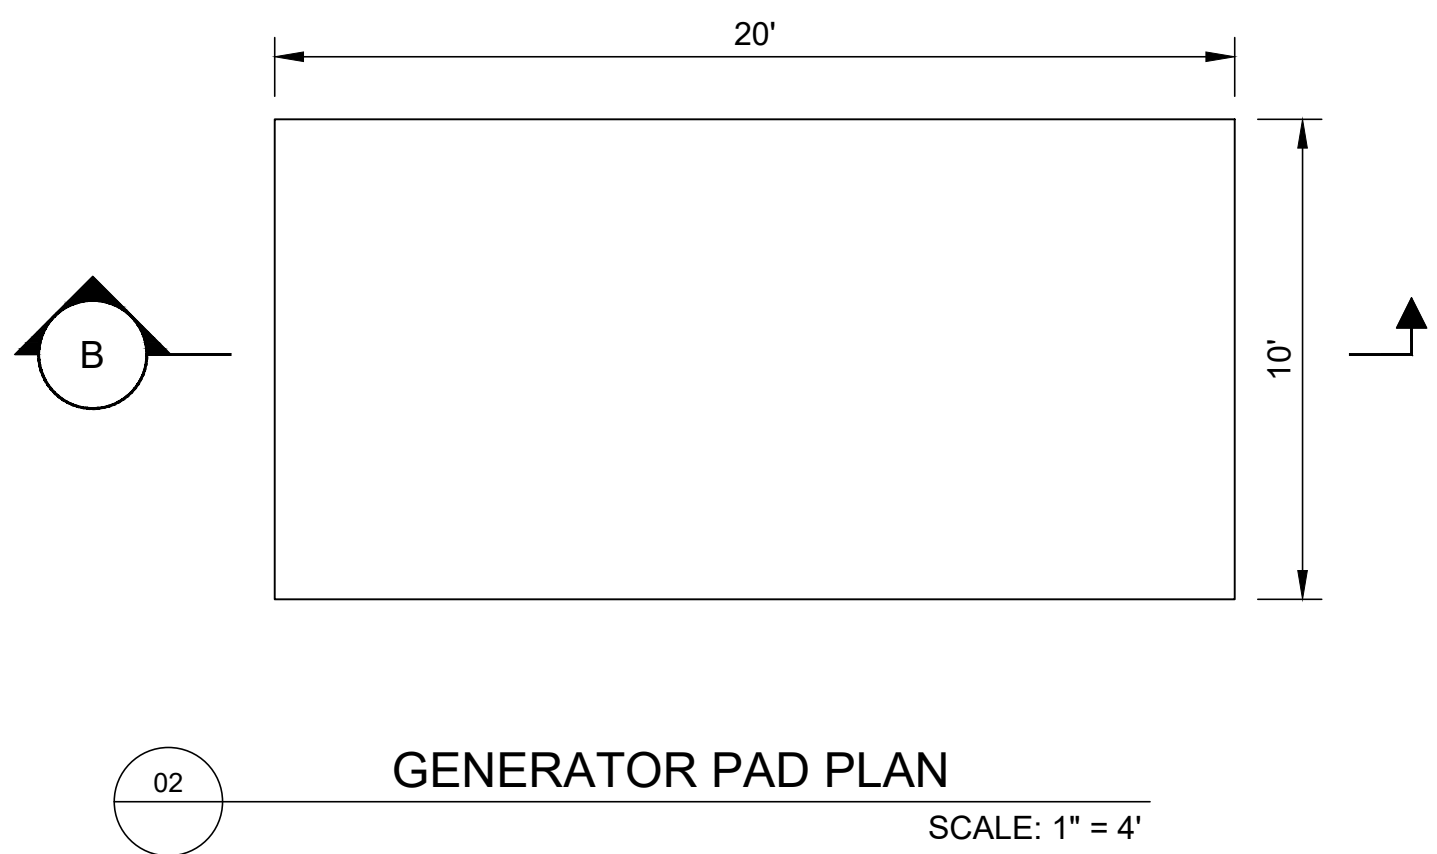 20'
B
10'
02
GENERATOR PAD PLAN
SCALE: 1" = 4'